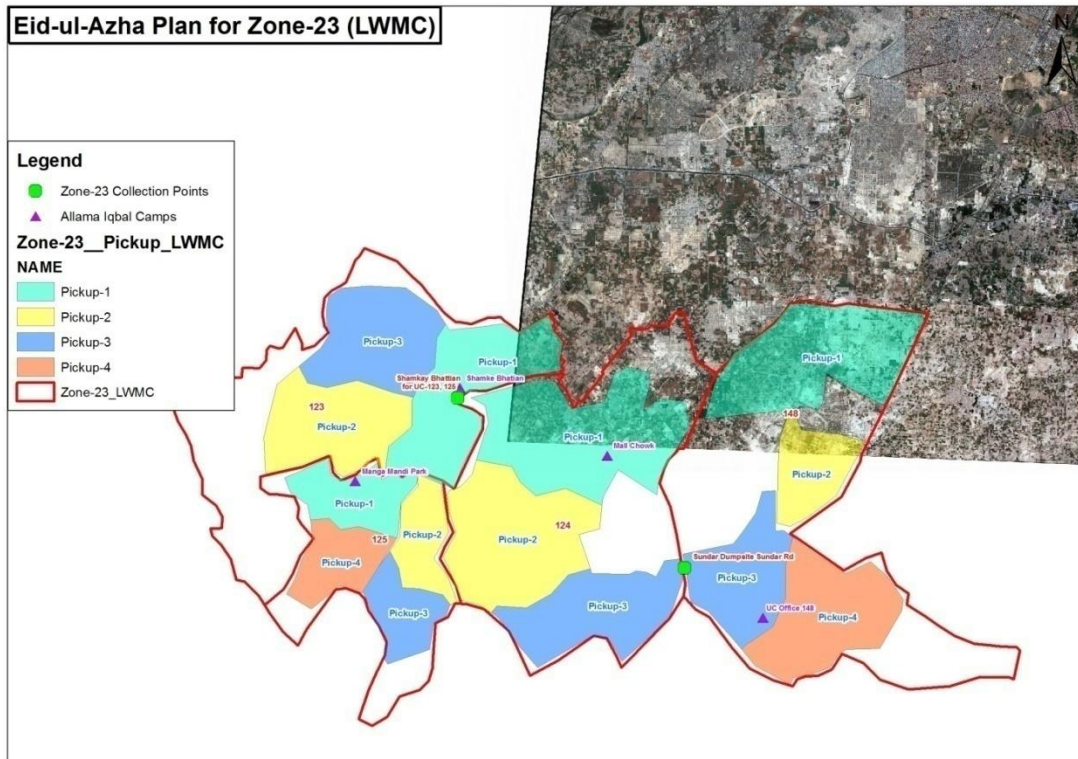 Eid-ul-Azha Plan for Zone-23 (LWMC)
N
Legend
Zone-23 Collection Points
Allama Iqbal Camps
Zone-23__Pickup_LWMC
NAME
Pickup-1
Pickup-2
Pickup-3
Pickup-4
Zone-23_LWMC
Pickup-3
Pickup-1
Pickup-1
Shamkay Bhattian
for UC-123, 125
Shamke Bhatian
123
Pickup-2
148
Pickup-1
Mall Chowk
Manga Mandi Park
Pickup-2
Pickup-1
124
125
Pickup-2
Pickup-2
Pickup-4
Sundar Dumpsite Sundar Rd
Pickup-3
Pickup-3
Pickup-3
UC Office 148
Pickup-4